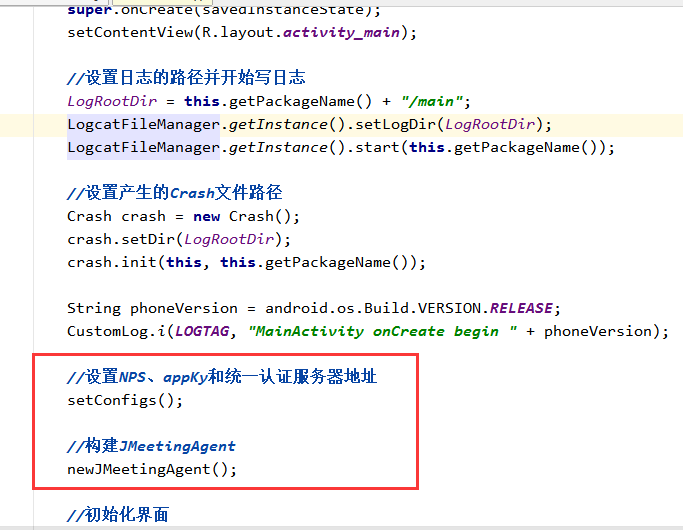 super.onCreate(savedInstanceState);
setContentView(R.layout.activity_main);
//设置日志的路径并开始写日志
LogRootDir = this.getPackageName() + "/main";
LogcatFileManager.getInstance().setLogDir(LogRootDir);
LogcatFileManager.getInstance().start(this.getPackageName());
//设置产生的Crash文件路径
Crash crash = new Crash();
crash.setDir(LogRootDir);
crash.init(this, this.getPackageName());
String phoneVersion = android.os.Build.VERSION.RELEASE;
CustomLog.i(LOGTAG, "MainActivity onCreate begin " + phoneVersion);
//设置NPS、appKy和统一认证服务器地址
setConfigs();
//构建JMeetingAgent
newJMeetingAgent();
//初始化界面